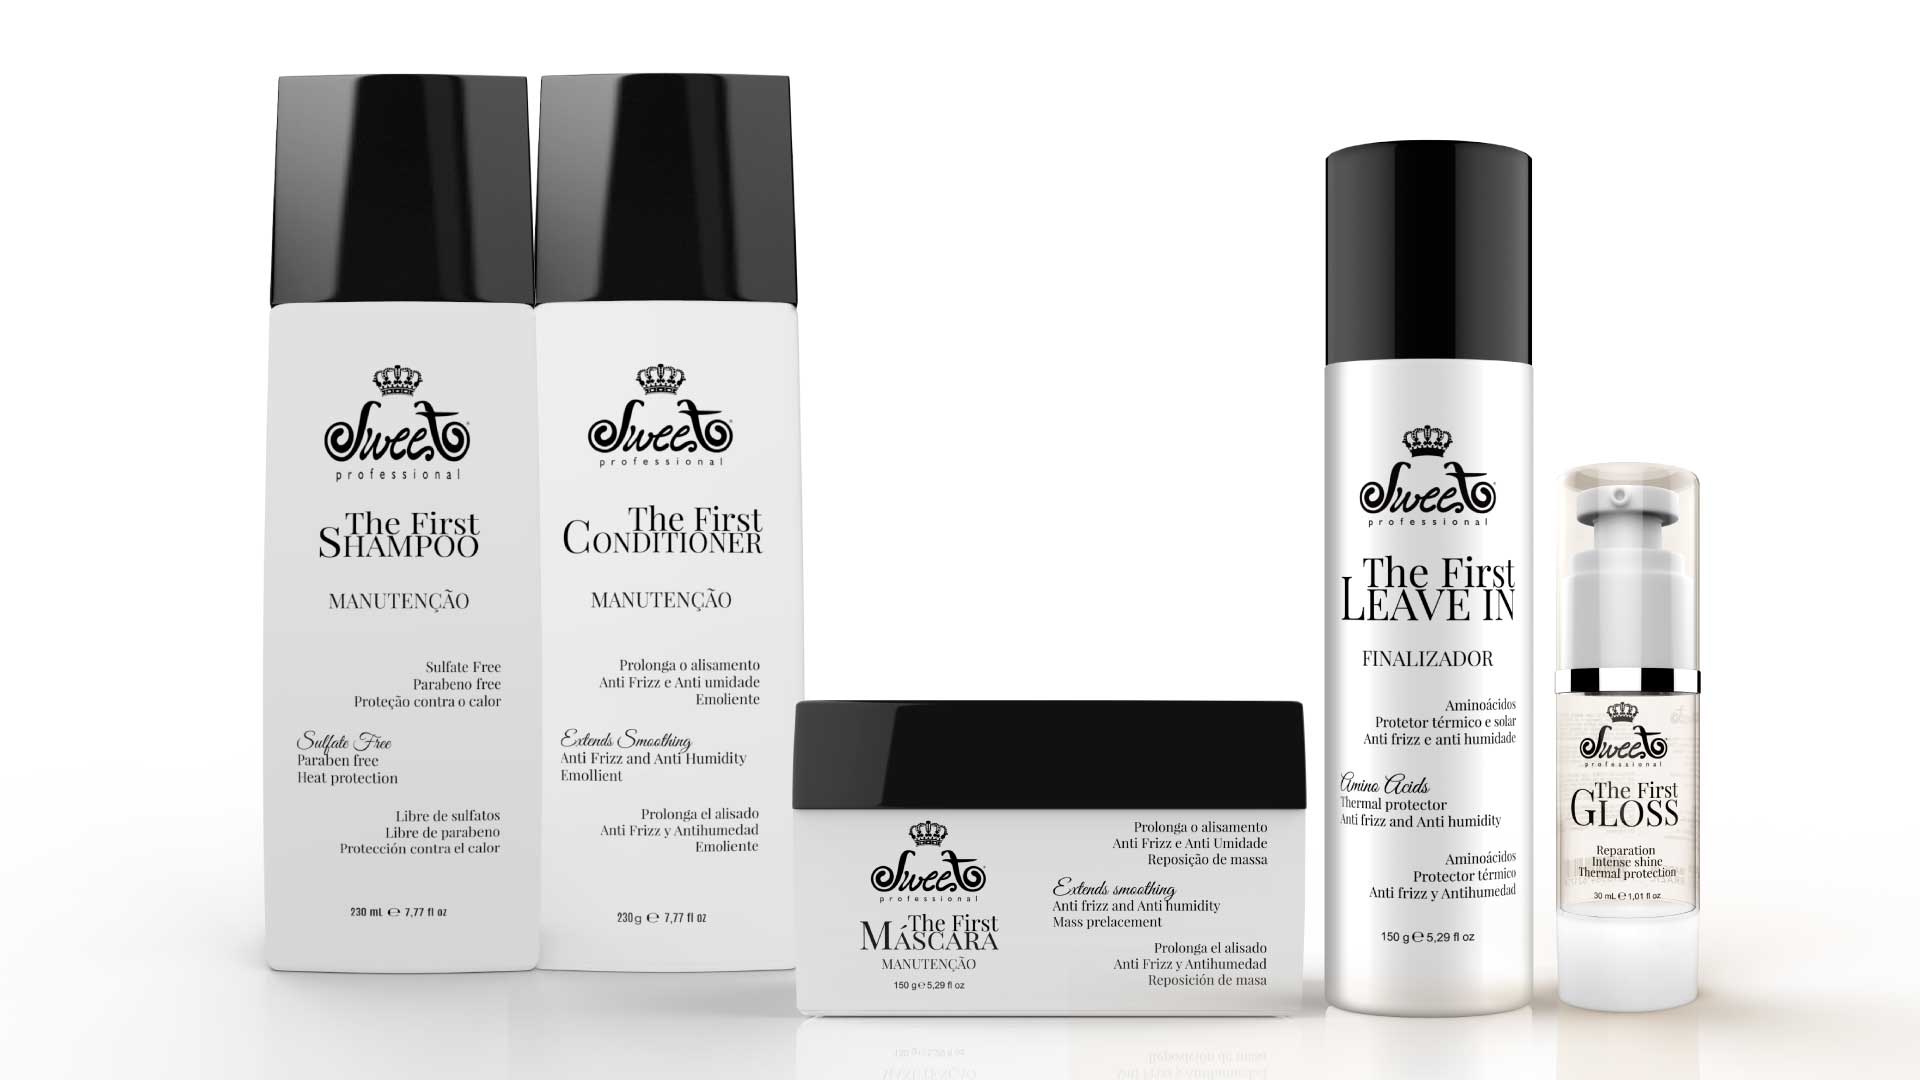 Sweet
professional
The First
SHAMPOO
MANUTENÇÃO
Sulfate Free
Parabeno free
Proteção contra o calor
Sulfate Free
Paraben free
Heat protection
Libre de sulfatos
Libre de parabeno
Protección contra el calor
230 mL ℮ 7,77 fl oz
Sweet
professional
The First
CONDITIONER
MANUTENÇÃO
Prolonga o alisamento
Anti Frizz e Anti umidade
Emoliente
Extends Smoothing
Anti Frizz and Anti Humidity
Emollient
Prolonga el alisado
Anti Frizz y Antihumedad
Emoliente
230g ℮ 7,77 fl oz
Sweet
professional
The First
MÁSCARA
MANUTENÇÃO
150 g ℮ 5,29 fl oz
Prolonga o alisamento
Anti Frizz e Anti Umidade
Reposição de massa
Extends smoothing
Anti frizz and Anti humidity
Mass prelacement
Prolonga el alisado
Anti Frizz y Antihumedad
Reposición de masa
Sweet
professional
The First
LEAVE IN
FINALIZADOR
Aminoácidos
Protetor térmico e solar
Anti frizz e anti humidade
Amino Acids
Thermal protector
Anti frizz and Anti humidity
Aminoácidos
Protector térmico
Anti frizz y Antihumedad
150 g ℮ 5,29 fl oz
Sweet
professional
The First
GLOSS
Reparation
Intense shine
Thermal protection
30 mL ℮ 1,01 fl oz